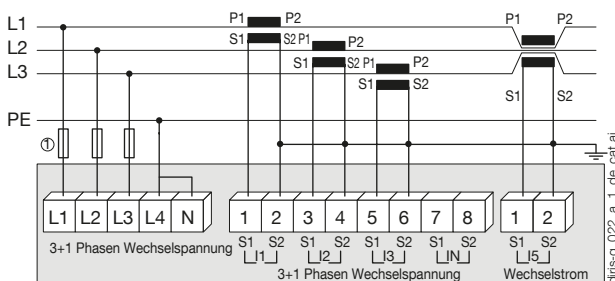 L1 P1 P2 P1 P2
S1 S2 P1 P2
L2
S1 S2 P1 P2
L3
S1 S2
S1 S2
PE
①
L1 L2 L3 L4 N 1 2 3 4 5 6 7 8 1 2
S1 S2 S1 S2 S1 S2 S1 S2 S1 S2
3+1 Phasen Wechselspannung
I1 I2 I3 IN I5
3+1 Phasen Wechselspannung Wechselstrom
diris-q_022_a_1_de_cat.ai